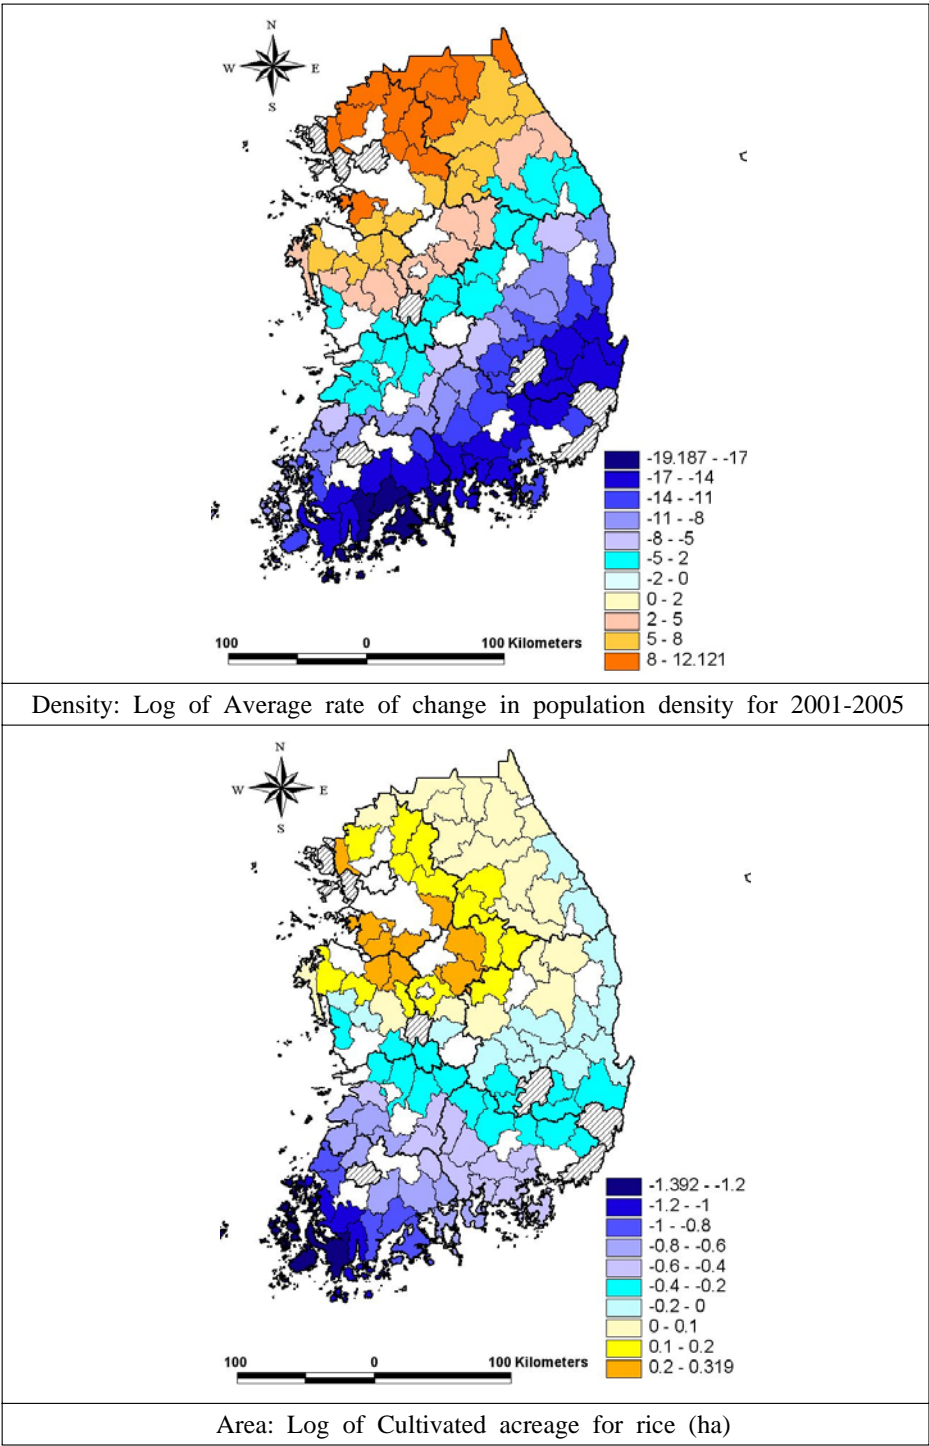 N
W E
S
-19.187 - -17
-17 - -14
-14 - -11
-11 - -8
-8 - -5
-5 - 2
-2 - 0
0 - 2
2 - 5
5 - 8
8 - 12.121
100 0 100 Kilometers
Density: Log of Average rate of change in population density for 2001-2005
N
W E
S
-1.392 - -1.2
-1.2 - -1
-1 - -0.8
-0.8 - -0.6
-0.6 - -0.4
-0.4 - -0.2
-0.2 - 0
0 - 0.1
0.1 - 0.2
0.2 - 0.319
100 0 100 Kilometers
Area: Log of Cultivated acreage for rice (ha)